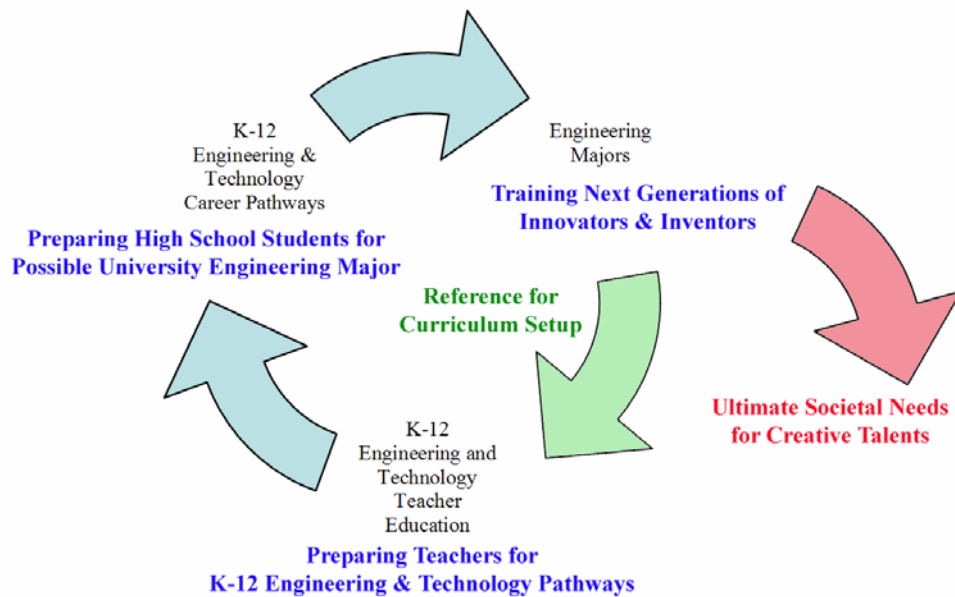 K-12
Engineering &
Technology
Career Pathways
Preparing High School Students for
Possible University Engineering Major
Engineering
Majors
Training Next Generations of
Innovators & Inventors
Reference for
Curriculum Setup
Ultimate Societal Needs
for Creative Talents
K-12
Engineering and
Technology
Teacher
Education
Preparing Teachers for
K-12 Engineering & Technology Pathways